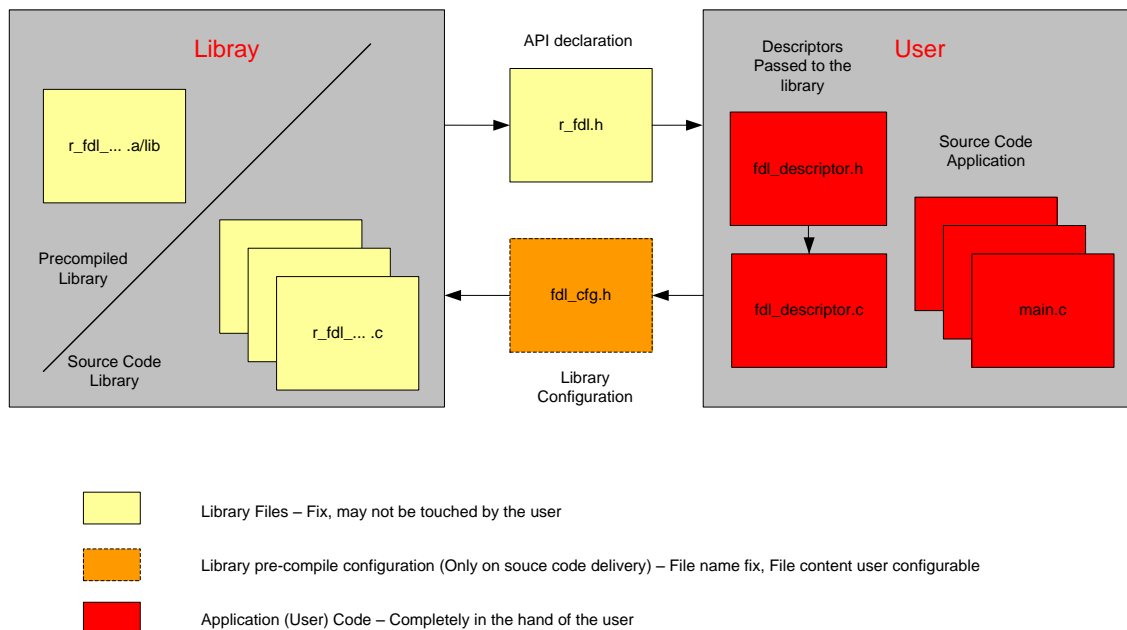 Libray
r_fdl_... .a/lib
Precompiled
Library
Source Code
Library
r_fdl_... .c
API declaration
r_fdl.h
fdl_cfg.h
Library
Configuration
User
Descriptors
Passed to the
library
fdl_descriptor.h
fdl_descriptor.c
Source Code
Application
main.c
Library Files – Fix, may not be touched by the user
Library pre-compile configuration (Only on souce code delivery) – File name fix, File content user configurable
Application (User) Code – Completely in the hand of the user